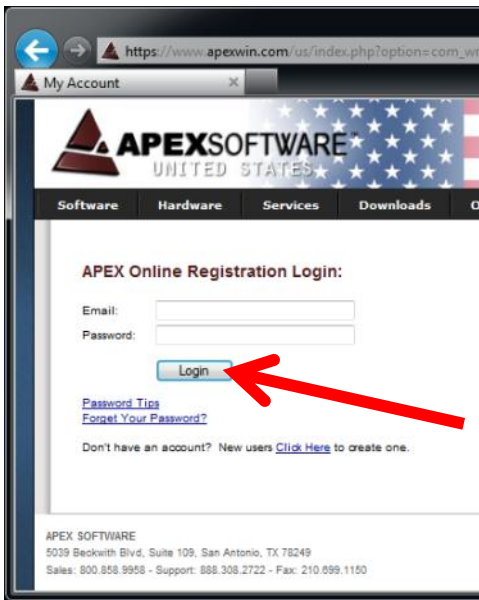 https://www.apexwin.com/us/index.php?option=com_
My Account
APEXSOFTWARE
UNITED STATES
Software Hardware Services Downloads O
APEX Online Registration Login:
Email:
Password:
Login
Password Tips
Forget Your Password?
Don't have an account? New users Click Here to create one.
APEX SOFTWARE
5039 Beckwith Blvd, Suite 109, San Antonio, TX 78249
Sales: 800.858.9958 - Support: 888.308.2722 - Fax: 210.699.1150